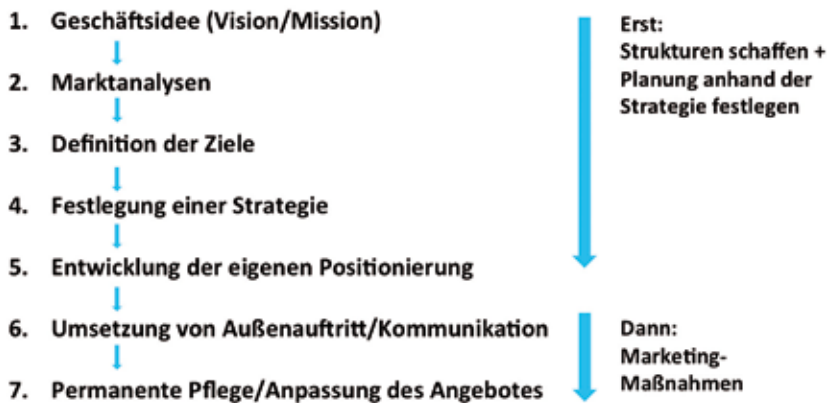 1. Geschäftsidee (Vision/Mission)
2. Marktanalysen
3. Definition der Ziele
4. Festlegung einer Strategie
5. Entwicklung der eigenen Positionierung
6. Umsetzung von Außenauftritt/Kommunikation
7. Permanente Pflege/Anpassung des Angebotes
Erst:
Strukturen schaffen +
Planung anhand der
Strategie festlegen
Dann:
Marketing-
Maßnahmen